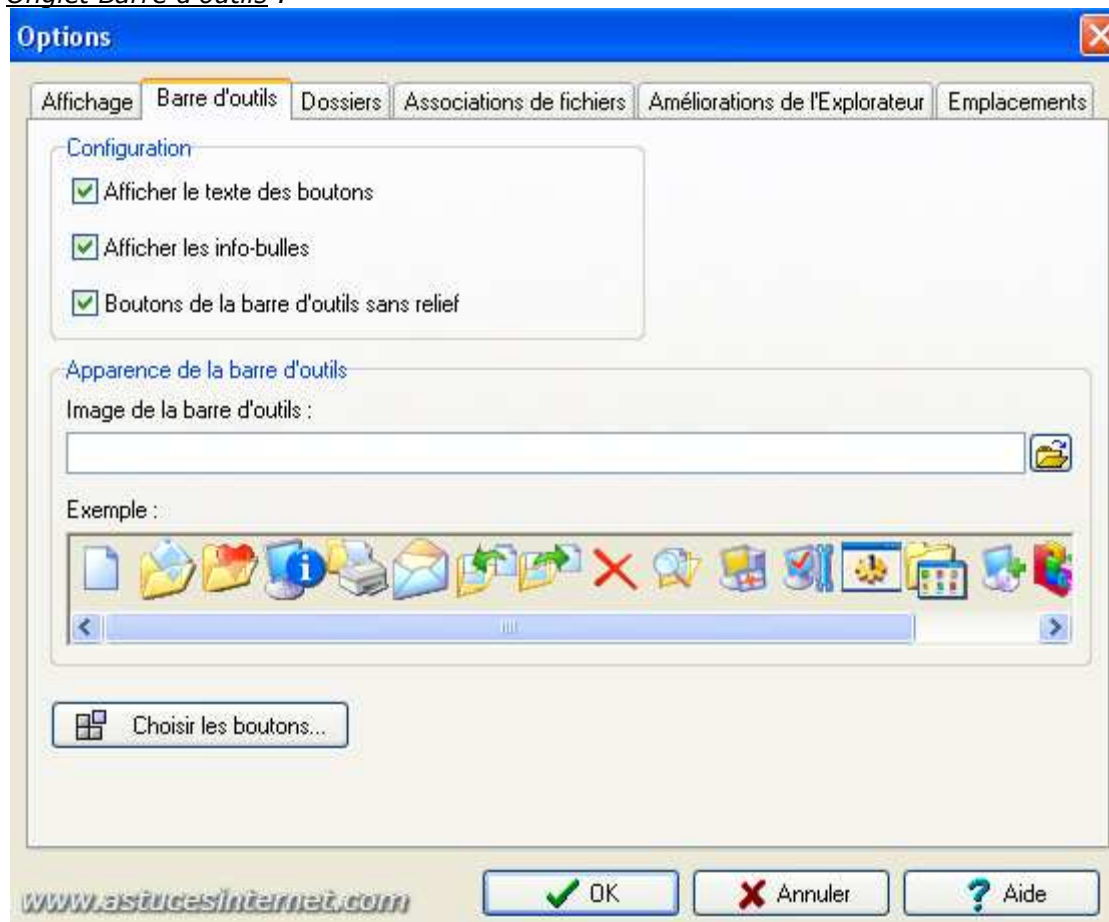 Onglet Barre d'outils :
Options
Affichage Barre d'outils Dossiers Associations de fichiers Améliorations de l'Explorateur Emplacements
Configuration
Afficher le texte des boutons
Afficher les info-bulles
Boutons de la barre d'outils sans relief
Apparence de la barre d'outils
Image de la barre d'outils :
Exemple :
Choisir les boutons...
www.astucesinternet.com
OK Annuler Aide